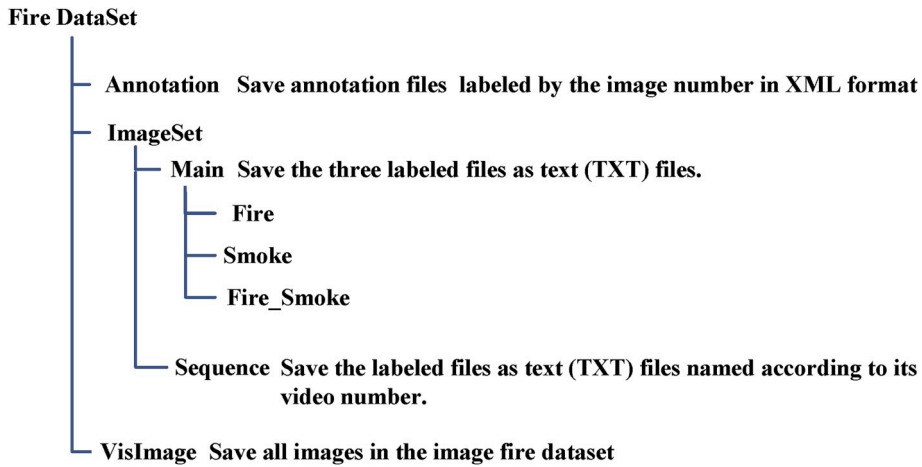 Fire DataSet
Annotation Save annotation files labeled by the image number in XML format
ImageSet
Main Save the three labeled files as text (TXT) files.
Fire
Smoke
Fire_Smoke
Sequence Save the labeled files as text (TXT) files named according to its
video number.
VisImage Save all images in the image fire dataset